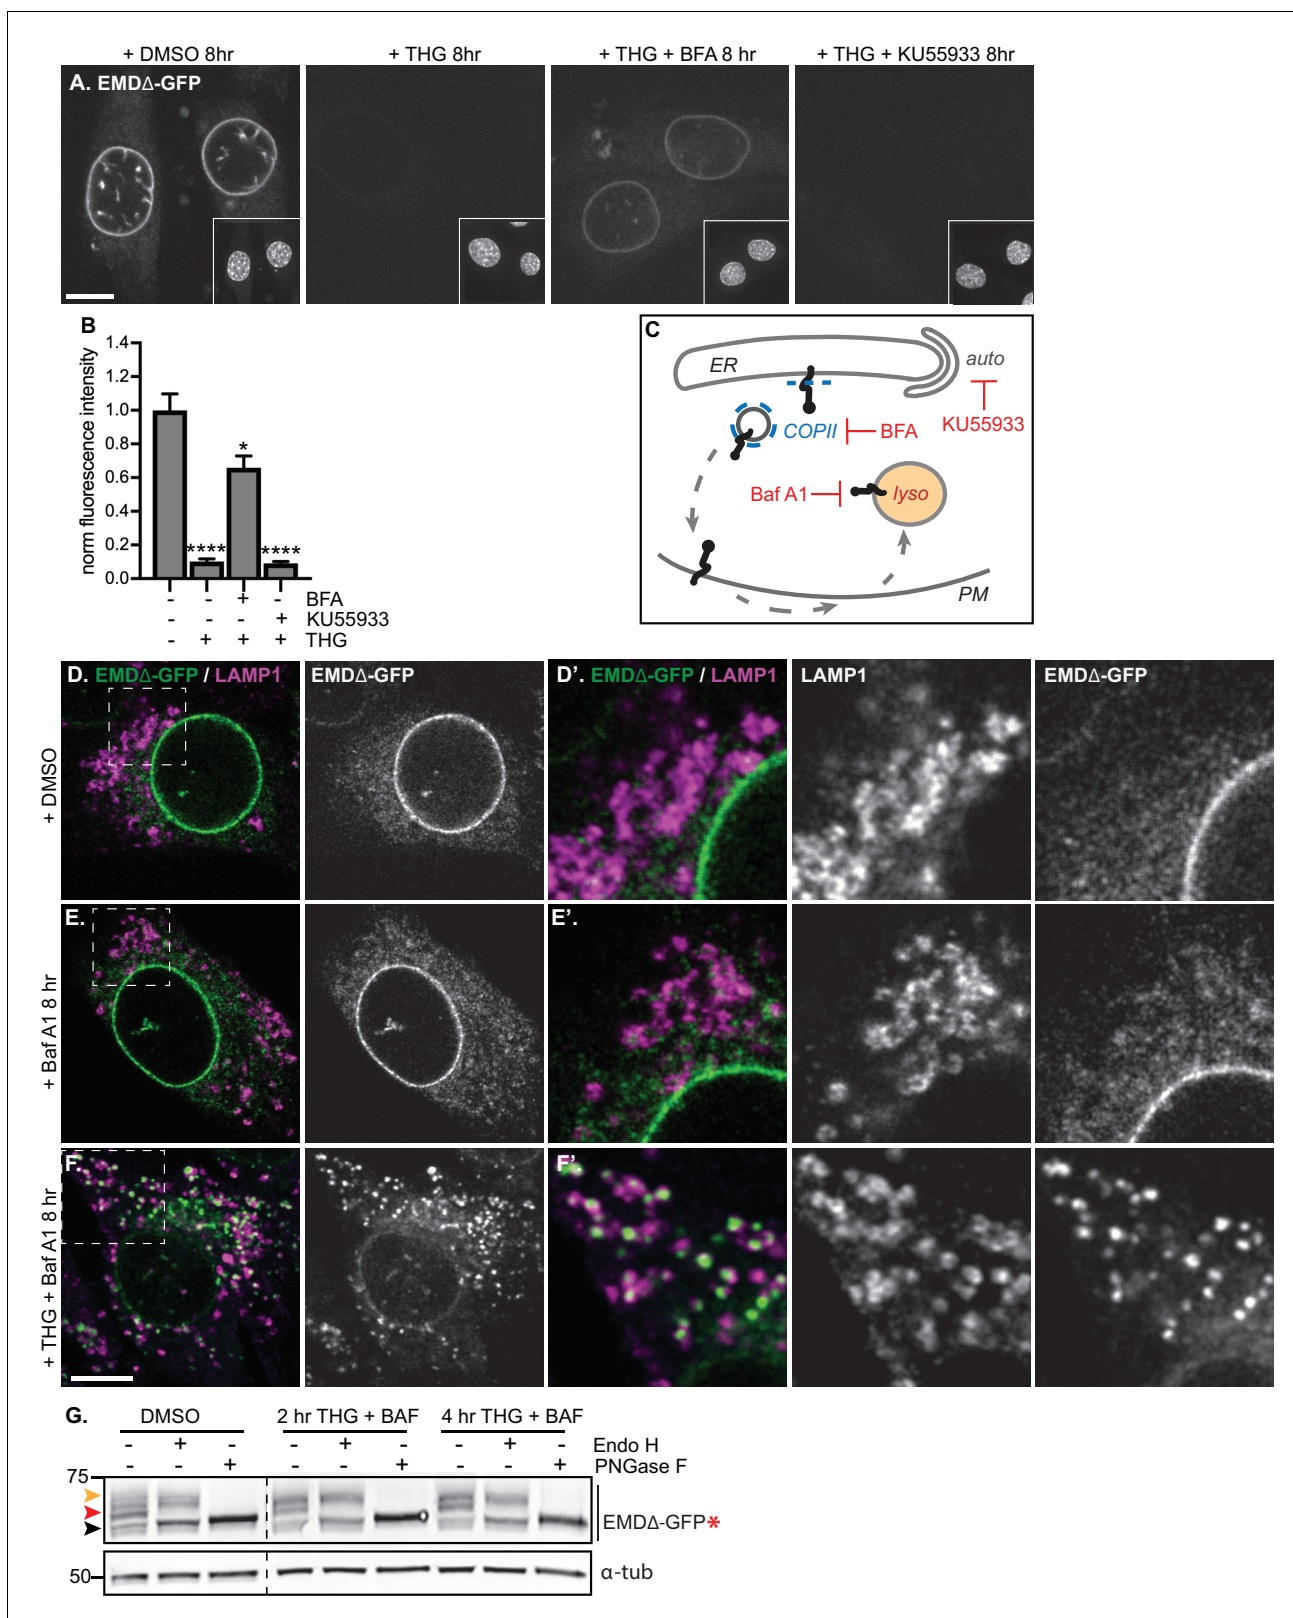 + DMSO 8hr + THG 8hr + THG + BFA 8 hr + THG + KU55933 8hr
A. EMDΔ-GFP
B
norm fluorescence intensity
1.4
1.2
1.0
0.8
0.6
0.4
0.2
0.0
*
**** ****
- - + - BFA
- - - + KU55933
- + + + THG
C
ER
auto
KU55933
COPII
BFA
Baf A1
lyso
PM
D. EMDΔ-GFP / LAMP1 EMDΔ-GFP D'. EMDΔ-GFP / LAMP1 LAMP1 EMDΔ-GFP
+ DMSO
E. E'.
+ Baf A1 8 hr
F. F'.
+ THG + Baf A1 8 hr
G. DMSO 2 hr THG + BAF 4 hr THG + BAF
- + - - + - - + - Endo H
- - + - - + - - + PNGase F
75
EMDΔ-GFP*
50
α-tub